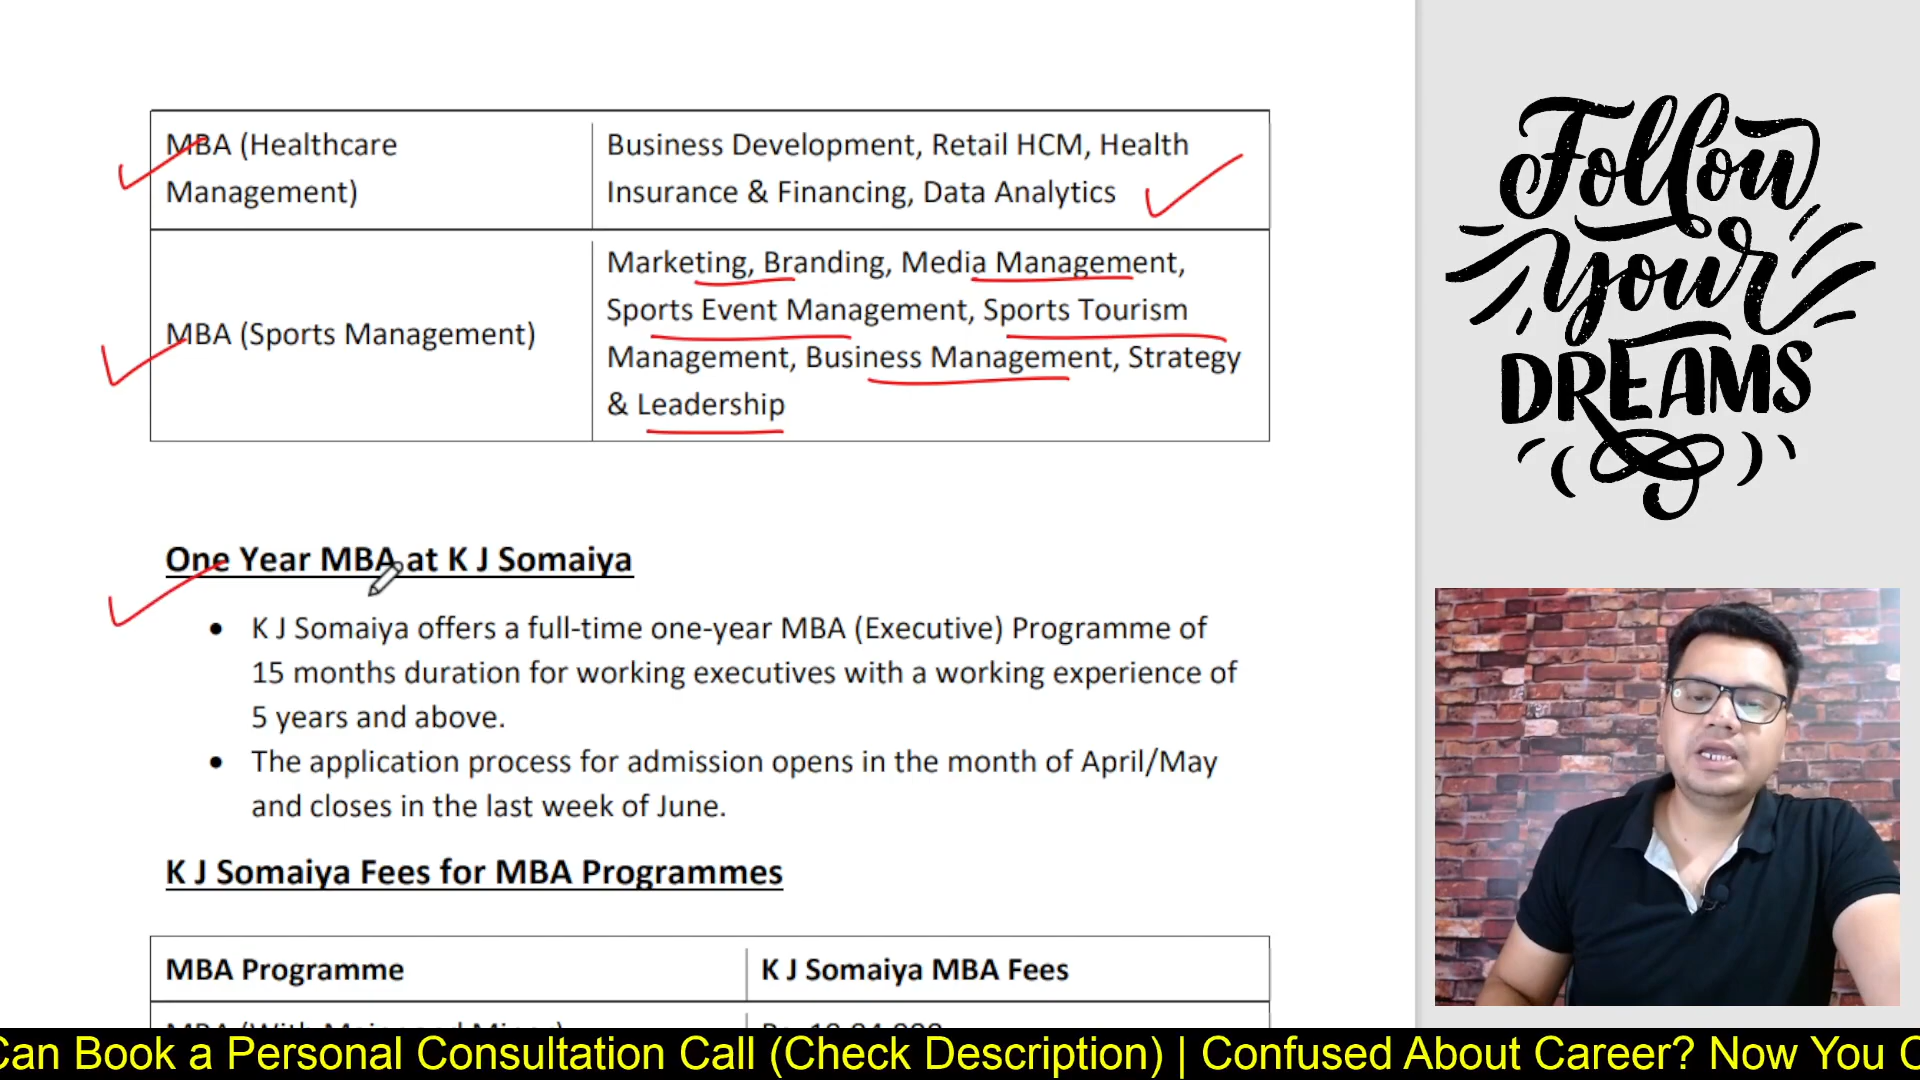 MBA (Healthcare
Management)
Business Development, Retail HCM, Health
Insurance & Financing, Data Analytics
MBA (Sports Management)
Marketing, Branding, Media Management,
Sports Event Management, Sports Tourism
Management, Business Management, Strategy
& Leadership
One Year MBA at K J Somaiya
• K J Somaiya offers a full-time one-year MBA (Executive) Programme of
15 months duration for working executives with a working experience of
5 years and above.
• The application process for admission opens in the month of April/May
and closes in the last week of June.
K J Somaiya Fees for MBA Programmes
MBA Programme
K J Somaiya MBA Fees
Follow
Your
DREAMS
Can Book a Personal Consultation Call (Check Description) | Confused About Career? Now You C